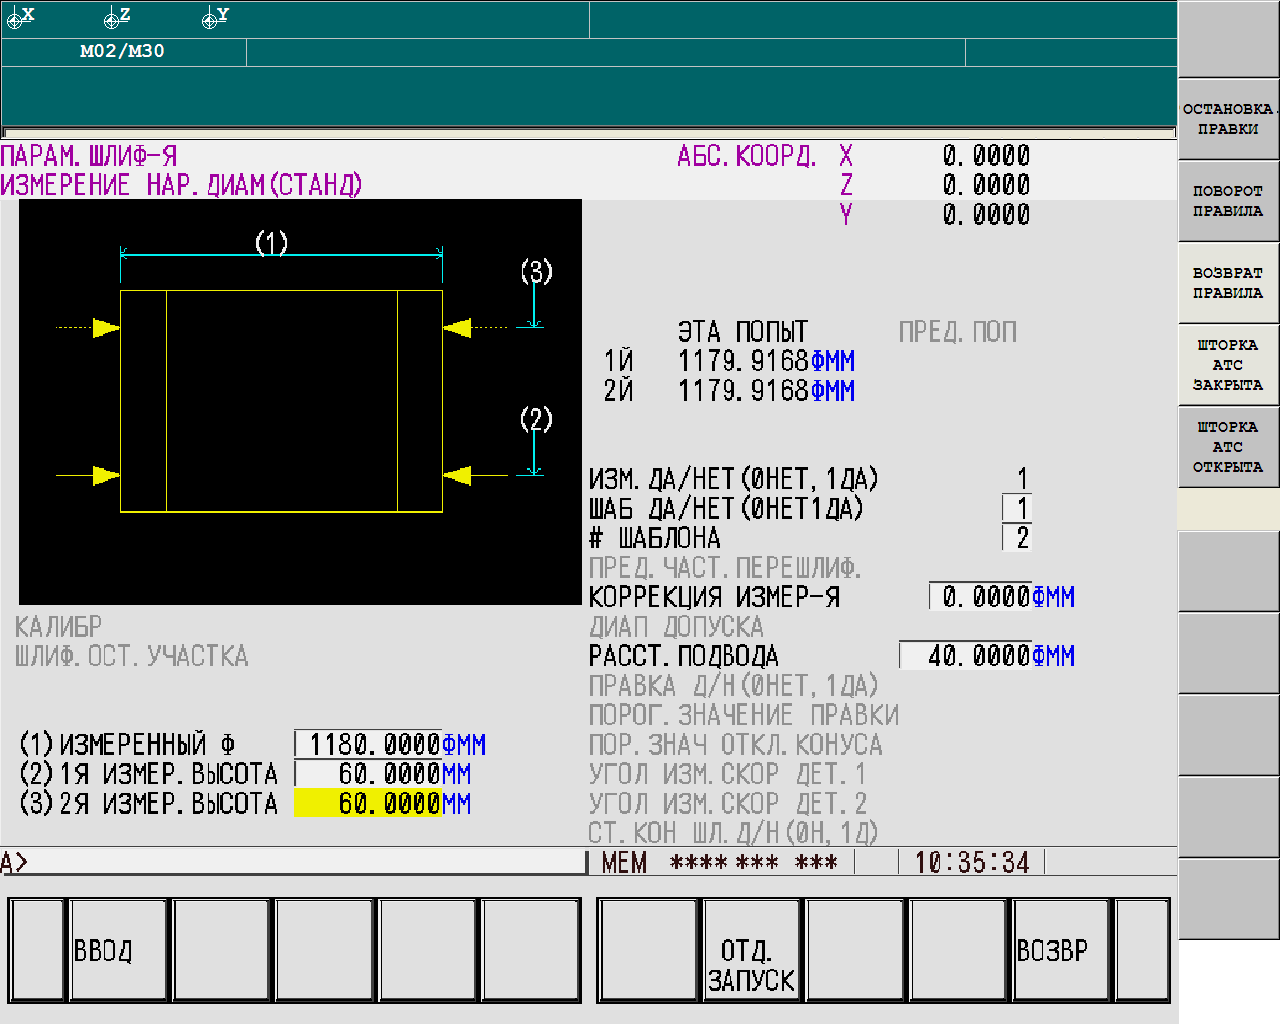 X Z Y
M02/M30
ПАРАМ.ШЛИФ-Я
ИЗМЕРЕНИЕ НАР.ДИАМ(СТАНД)
АБС.КООРД. X 0.0000
Z 0.0000
Y 0.0000
(1)
(3)
(2)
ЭТА ПОПЫТ ПРЕД.ПОП
1Й 1179.9168ФММ
2Й 1179.9168ФММ
ИЗМ.ДА/НЕТ(0НЕТ,1ДА) 1
ШАБ ДА/НЕТ(0НЕТ1ДА) 1
# ШАБЛОНА 2
ПРЕД.ЧАСТ.ПЕРЕШЛИФ.
КОРРЕКЦИЯ ИЗМЕР-Я 0.0000ФММ
ДИАП ДОПУСКА
РАССТ.ПОДВОДА 40.0000ФММ
ПРАВКА Д/Н(0НЕТ,1ДА)
ПОРОГ.ЗНАЧЕНИЕ ПРАВКИ
ПОР.ЗНАЧ ОТКЛ.КОНУСА
УГОЛ ИЗМ.СКОР ДЕТ.1
УГОЛ ИЗМ.СКОР ДЕТ.2
СТ.КОН ШЛ.Д/Н(0Н,1Д)
КАЛИБР
ШЛИФ.ОСТ.УЧАСТКА
(1)ИЗМЕРЕННЫЙ Ф 1180.0000ФММ
(2)1Я ИЗМЕР.ВЫСОТА 60.0000ММ
(3)2Я ИЗМЕР.ВЫСОТА 60.0000ММ
A>
MEM **** *** *** 10:35:34
ВВОД
ОТД.
ЗАПУСК
ВОЗВР
ОСТАНОВКА.
ПРАВКИ
ПОВОРОТ
ПРАВИЛА
ВОЗВРАТ
ПРАВИЛА
ШТОРКА
АТС
ЗАКРЫТА
ШТОРКА
АТС
ОТКРЫТА